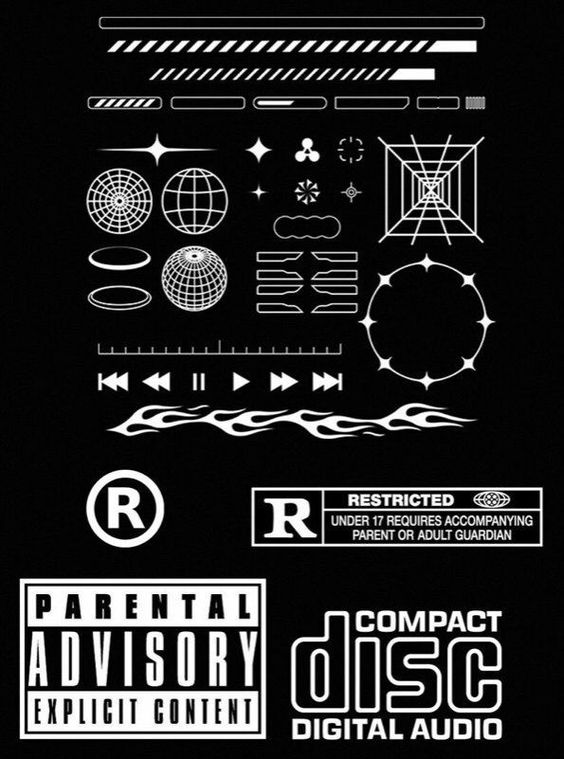 R
R
RESTRICTED
UNDER 17 REQUIRES ACCOMPANYING
PARENT OR ADULT GUARDIAN
PARENTAL
ADVISORY
EXPLICIT CONTENT
COMPACT
disc
DIGITAL AUDIO